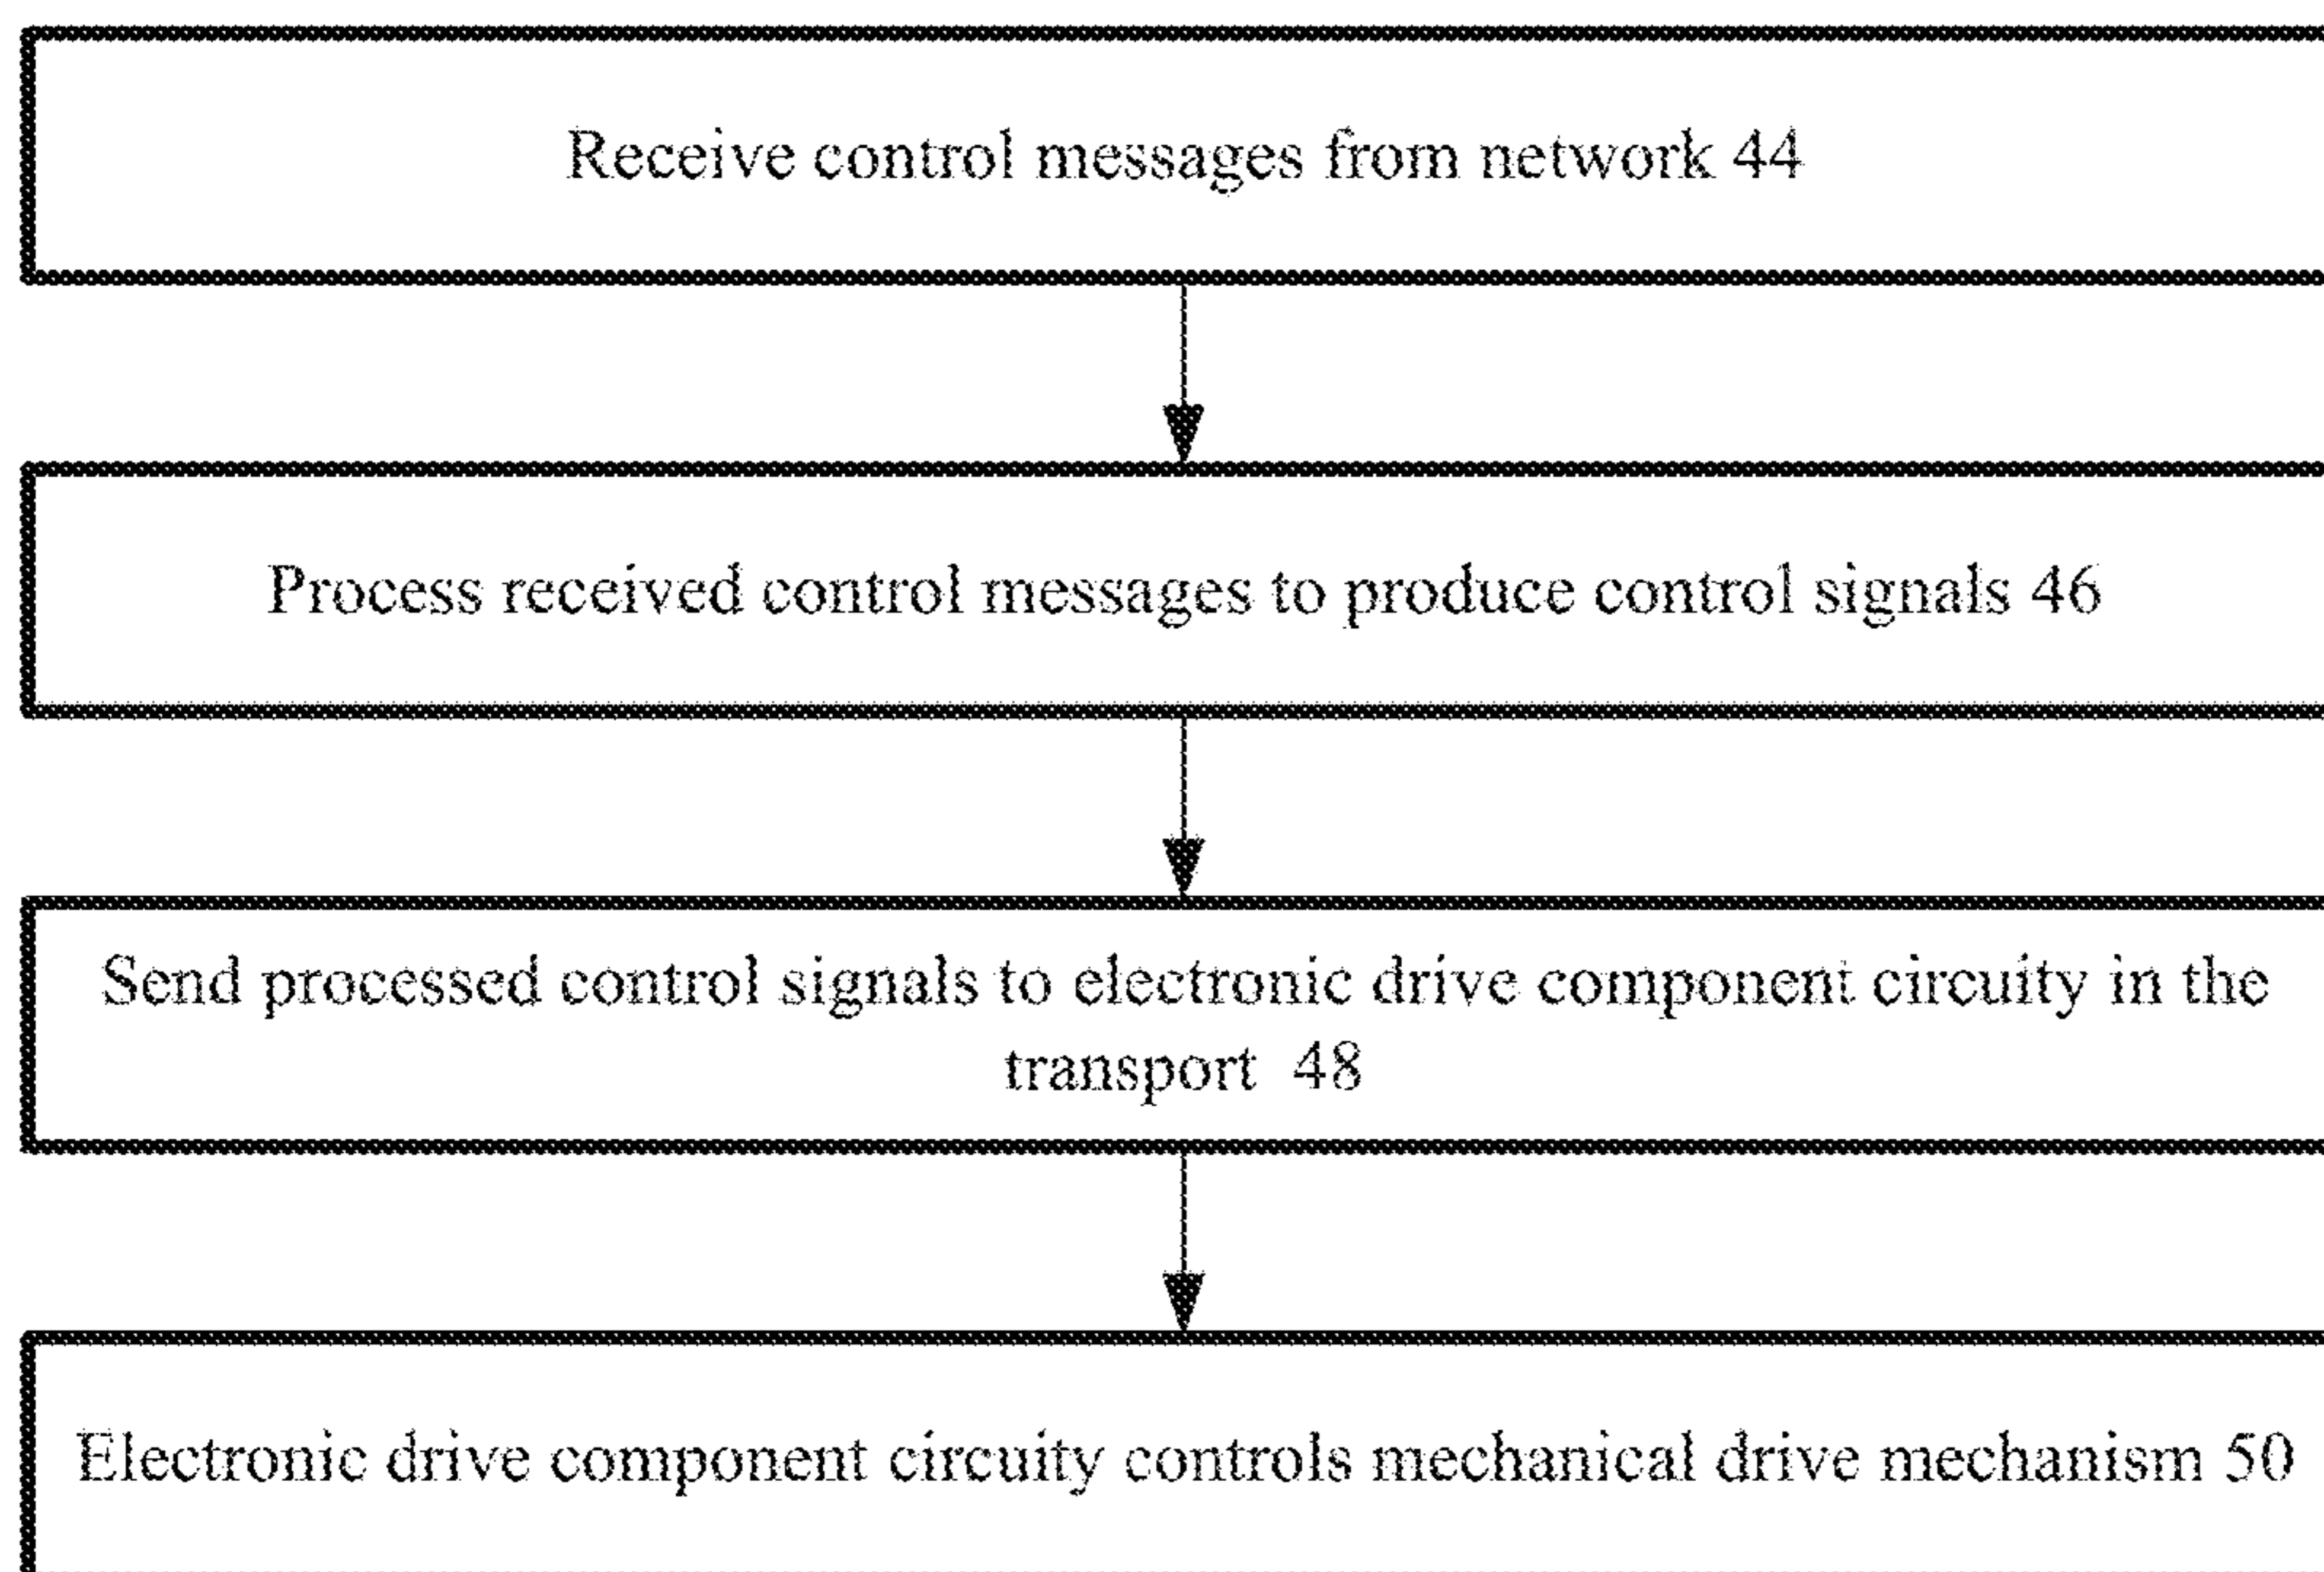 Receive control messages from network 44
Process received control messages to produce control signals 46
Send processed control signals to electronic drive component circuity in the
transport 48
Electronic drive component circuity controls mechanical drive mechanism 50